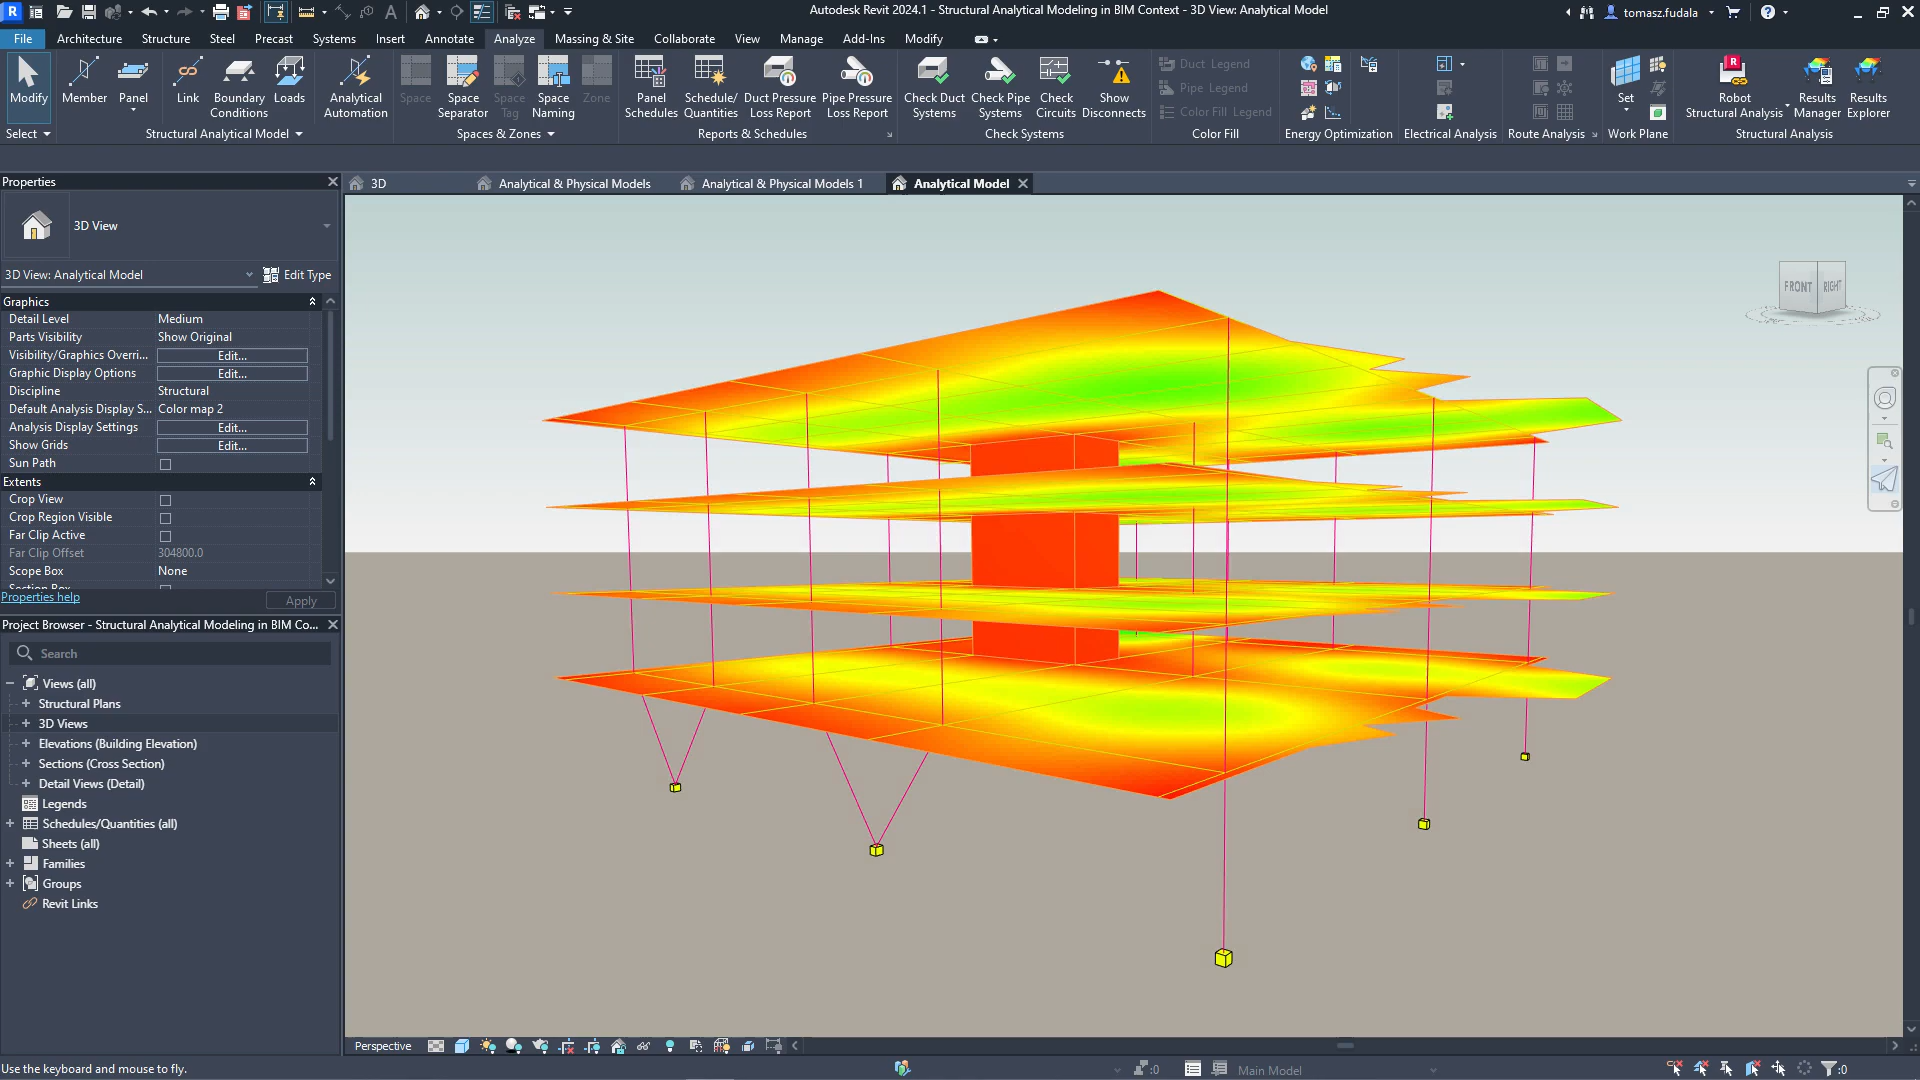 Autodesk Revit 2024.1 - Structural Analytical Modeling in BIM Context - 3D View: Analytical Model
tomasz.fudala
File Architecture Structure Steel Precast Systems Insert Annotate Analyze Massing & Site Collaborate View Manage Add-Ins Modify
Modify
Member
Panel
Link
Boundary Conditions
Loads
Analytical Automation
Space
Space Separator
Space Tag
Space Naming
Zone
Panel Schedules
Schedule/ Quantities
Duct Pressure Loss Report
Pipe Pressure Loss Report
Check Duct Systems
Check Pipe Systems
Check Circuits
Show Disconnects
Duct Legend
Pipe Legend
Color Fill Legend
Set
Robot Structural Analysis
Results Manager
Results Explorer
Select
Structural Analytical Model
Spaces & Zones
Reports & Schedules
Check Systems
Color Fill
Energy Optimization
Electrical Analysis
Route Analysis
Work Plane
Structural Analysis
Properties
3D
Analytical & Physical Models
Analytical & Physical Models 1
Analytical Model
3D View
3D View: Analytical Model
Edit Type
Graphics
Detail Level Medium
Parts Visibility Show Original
Visibility/Graphics Overri... Edit...
Graphic Display Options Edit...
Discipline Structural
Default Analysis Display S... Color map 2
Analysis Display Settings Edit...
Show Grids Edit...
Sun Path
Extents
Crop View
Crop Region Visible
Far Clip Active
Far Clip Offset 304800.0
Scope Box None
Section Box
Properties help
Apply
FRONT RIGHT
Project Browser - Structural Analytical Modeling in BIM Co...
Search
Views (all)
Structural Plans
3D Views
Elevations (Building Elevation)
Sections (Cross Section)
Detail Views (Detail)
Legends
Schedules/Quantities (all)
Sheets (all)
Families
Groups
Revit Links
Perspective
Use the keyboard and mouse to fly.
:0
Main Model
:0